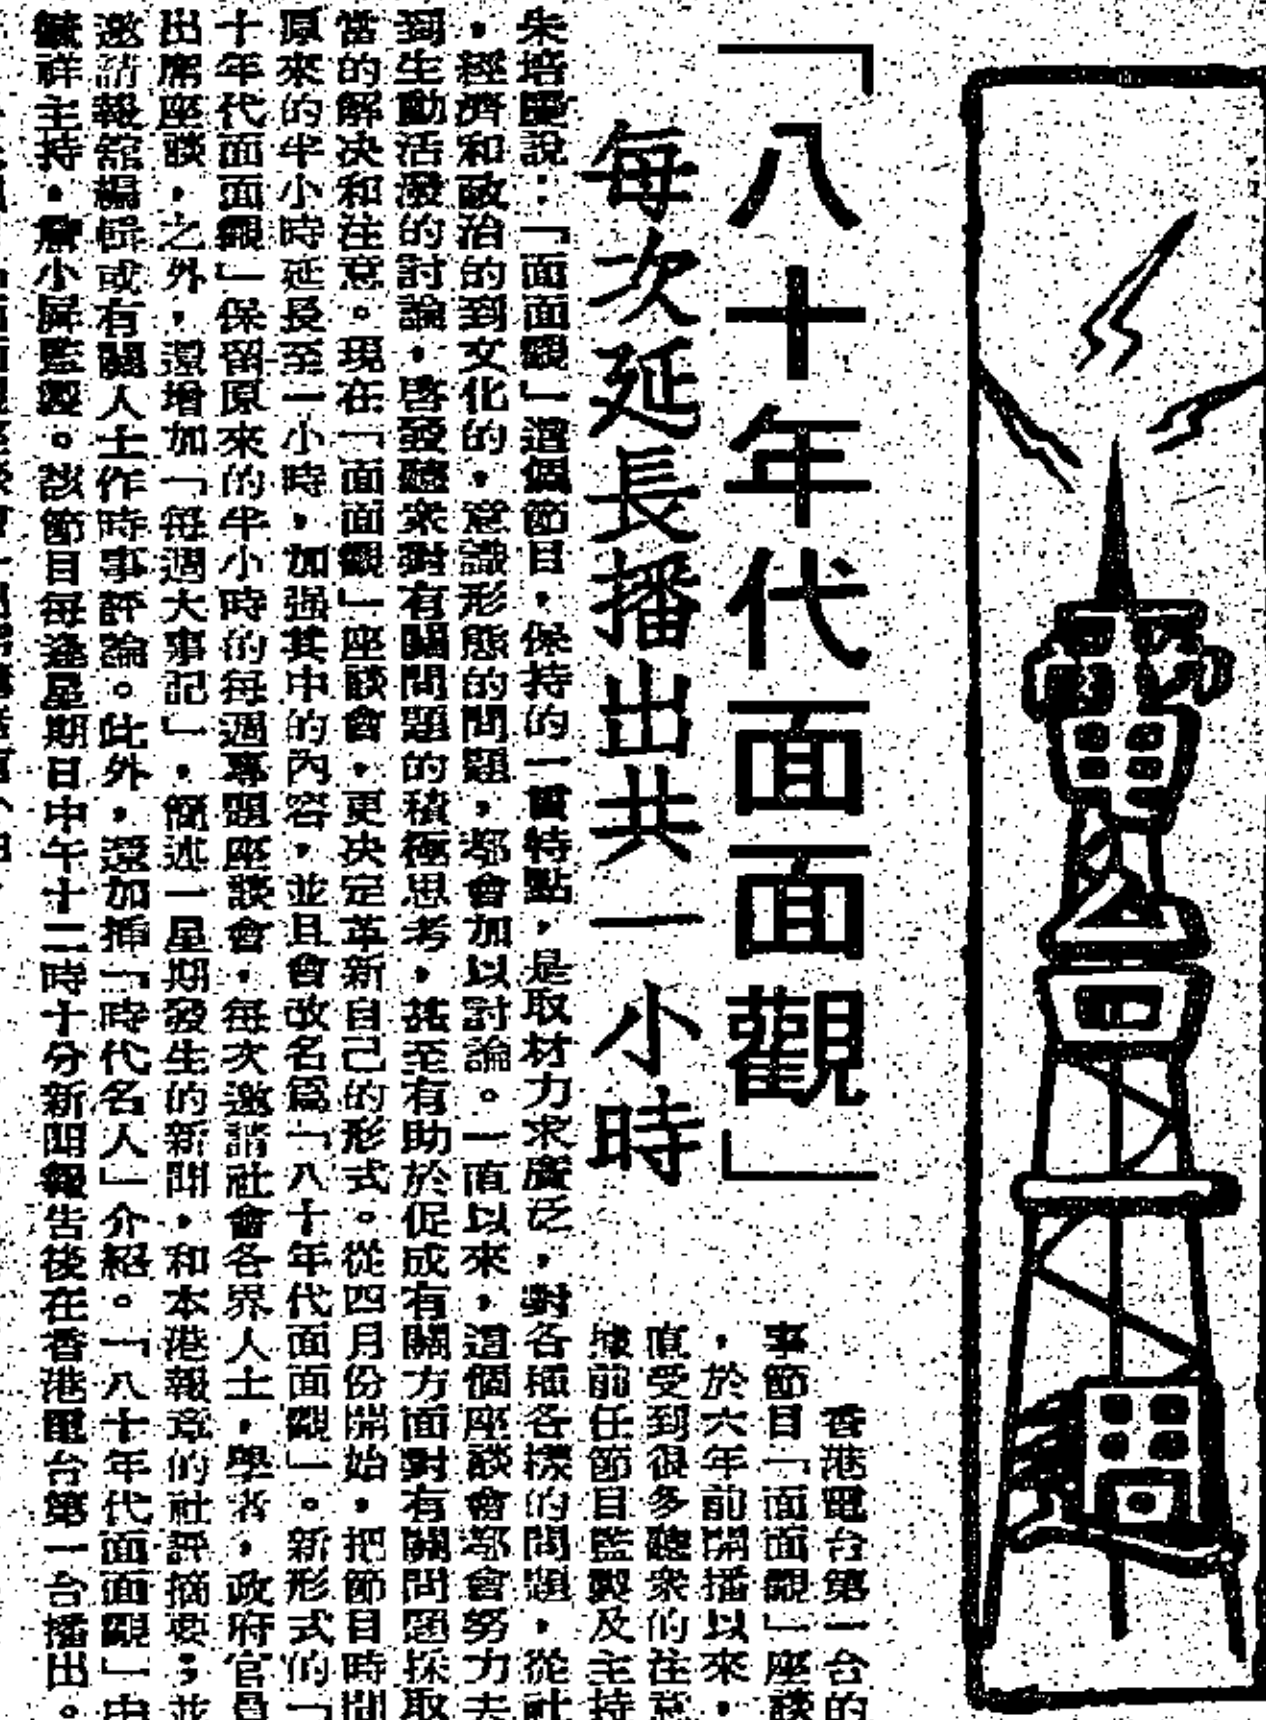 「八十年代面面觀」
每次延長播出共一小時
電台
香港電台第一台的
事節目「面面觀」座談
，於六年前開播以來，
直受到很多聽衆的注意
據前任節目監製及主持
朱培慶說：「面面觀」這個節目，保持的一貫特點，是取材力求廣泛，對各種各樣的問題，從社
，經濟和政治的到文化的，意識形態的問題，都會加以討論。一直以來，這個座談會都會努力去
到生動活潑的討論，啓發聽衆對有關問題的積極思考，甚至有助於促成有關方面對有關問題採取
當的解決和注意。現在「面面觀」座談會，更決定革新自己的形式。從四月份開始，把節目時間
原來的半小時延長至一小時，加强其中的內容，並且會改名爲「八十年代面面觀」。新形式的「
十年代面面觀」保留原來的半小時的每週專題座談會，每次邀請社會各界人士，學者，政府官員
出席座談，之外，還增加「每週大事記」，簡述一星期發生的新聞，和本港報章的社評摘要；並
邀請報館編輯或有關人士作時事評論。此外，還加插「時代名人」介紹。「八十年代面面觀」由
毓祥主持，詹小屏監製。該節目每逢星期日中午十二時十分新聞報告後在香港電台第一台播出。